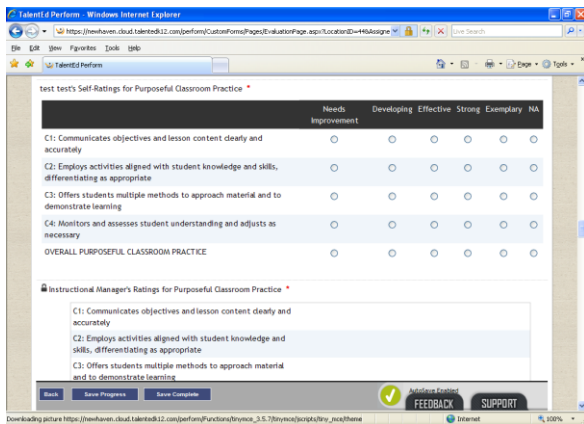 TalentEd Perform - Windows Internet Explorer
https://newhaven.cloud.talentedk12.com/perform/CustomForms/Pages/EvaluationPage.aspx?LocationID=446&Assigne
Live Search
File Edit View Favorites Tools Help
TalentEd Perform
Page Tools
test test's Self-Ratings for Purposeful Classroom Practice *
Needs Improvement Developing Effective Strong Exemplary NA
C1: Communicates objectives and lesson content clearly and
accurately
C2: Employs activities aligned with student knowledge and skills,
differentiating as appropriate
C3: Offers students multiple methods to approach material and to
demonstrate learning
C4: Monitors and assesses student understanding and adjusts as
necessary
OVERALL PURPOSEFUL CLASSROOM PRACTICE
Instructional Manager's Ratings for Purposeful Classroom Practice *
C1: Communicates objectives and lesson content clearly and
accurately
C2: Employs activities aligned with student knowledge and
skills, differentiating as appropriate
C3: Offers students multiple methods to approach material
and to demonstrate learning
Back Save Progress Save Complete AutoSave Enabled
FEEDBACK SUPPORT
Downloading picture https://newhaven.cloud.talentedk12.com/perform/Functions/tinymce_3.5.7/tinymce/jscripts/tiny_mce/theme Internet 100%